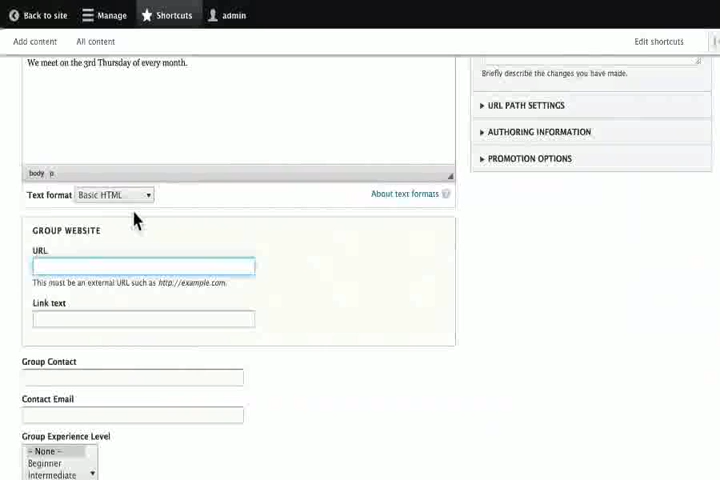 Back to site Manage Shortcuts admin
Add content All content Edit shortcuts
We meet on the 3rd Thursday of every month.
Briefly describe the changes you have made.
URL PATH SETTINGS
AUTHORING INFORMATION
PROMOTION OPTIONS
body p
Text format Basic HTML About text formats ?
GROUP WEBSITE
URL
This must be an external URL such as http://example.com.
Link text
Group Contact
Contact Email
Group Experience Level
- None -
Beginner
Intermediate